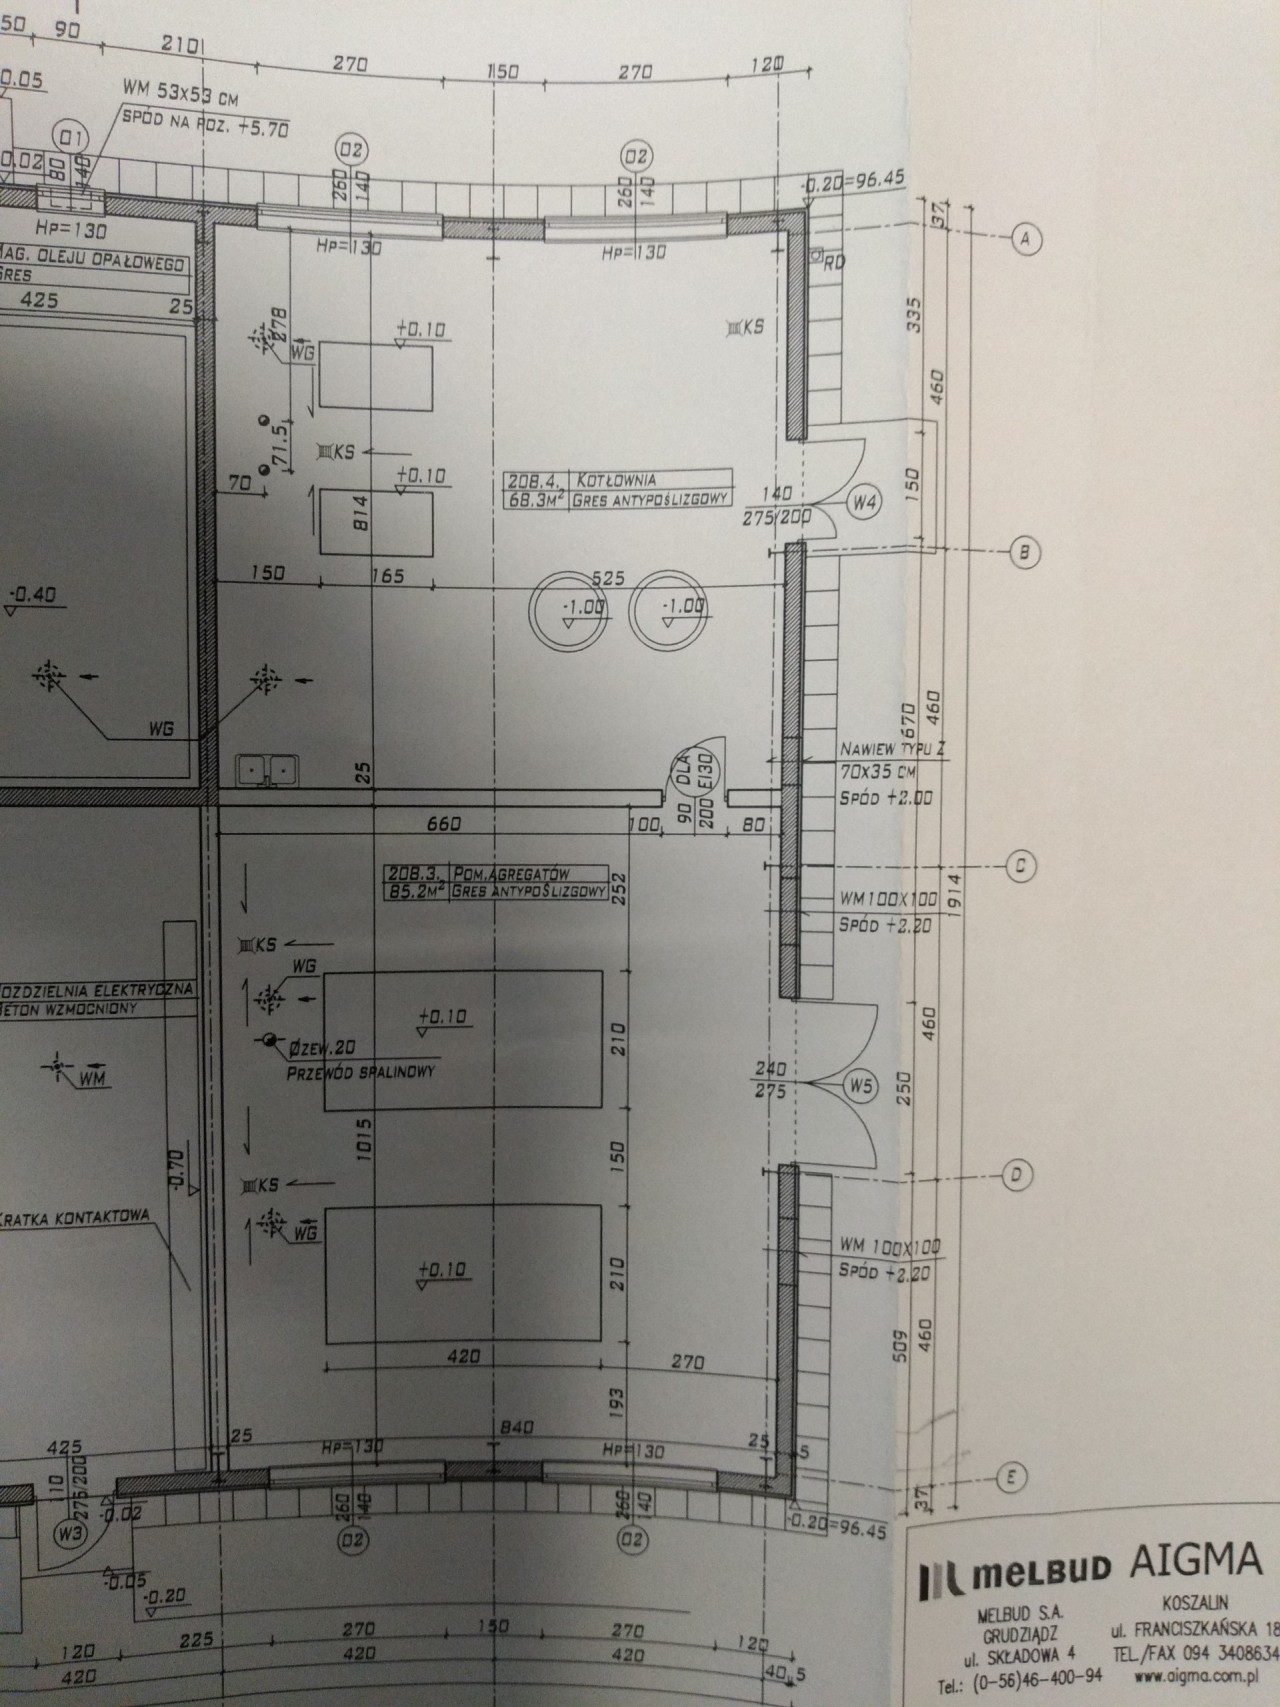 50 90 210 270 150 270 120
0.05
WM 53x53 CM
SPÓD NA POZ. +5.70
O1 O2 O2
0.02 80 140 260 140 260 140 -0.20=96.45
HP=130 HP=130 HP=130
37 A
MAG. OLEJU OPAŁOWEGO
GRES
RD
425 25
278 WG +0.10 KS 335
460
71.5 KS
70 +0.10
208.4. KOTŁOWNIA
68.3M² GRES ANTYPOŚLIZGOWY
814 140
275/200 W4 150
B
150 165 525
-0.40 -1.00 -1.00
WG
670 460
NAWIEW TYPU Z
70x35 CM
SPÓD +2.00
25 DLA EI30
660 100 90 200 80
C
208.3. POM.AGREGATÓW
85.2M² GRES ANTYPOŚLIZGOWY
252
1914
WM 100X100
SPÓD +2.20
KS
WG
ROZDZIELNIA ELEKTRYCZNA
BETON WZMOCNIONY
+0.10
ØZEW.20
PRZEWÓD SPALINOWY
210 460
WM
240
275 W5 250
1015 150
-0.70
KS D
KRATKA KONTAKTOWA
WG
WM 100X100
SPÓD +2.20
+0.10 210
509 460
420 270
193
25 840 25 5
425 HP=130 HP=130
E
10
275/200 37
-0.02
W3 260 140 260 140 -0.20=96.45
O2 O2
-0.05
-0.20
120 225 270 150 270 120
420 420 420 40.5
MELBUD AIGMA
MELBUD S.A.
GRUDZIĄDZ
ul. SKŁADOWA 4
Tel.: (0-56)46-400-94
KOSZALIN
ul. FRANCISZKAŃSKA 18
TEL./FAX 094 3408634
www.aigma.com.pl